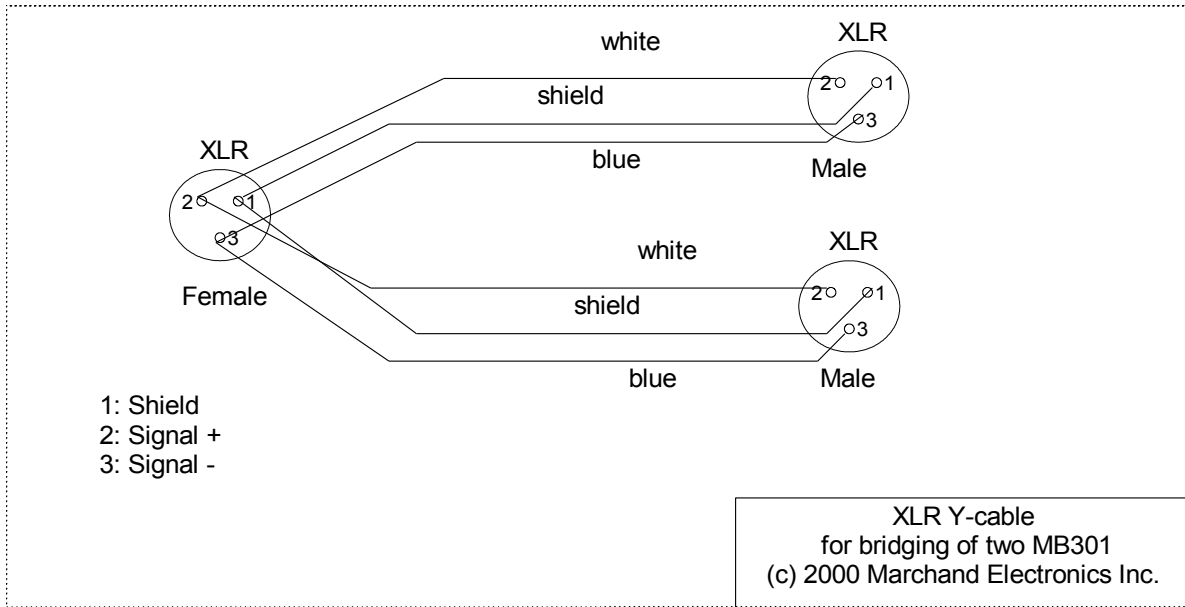 white
XLR
2
1
3
shield
blue
Male
XLR
2
1
3
Female
white
XLR
2
1
3
shield
blue
Male
1: Shield
2: Signal +
3: Signal -
XLR Y-cable
for bridging of two MB301
(c) 2000 Marchand Electronics Inc.